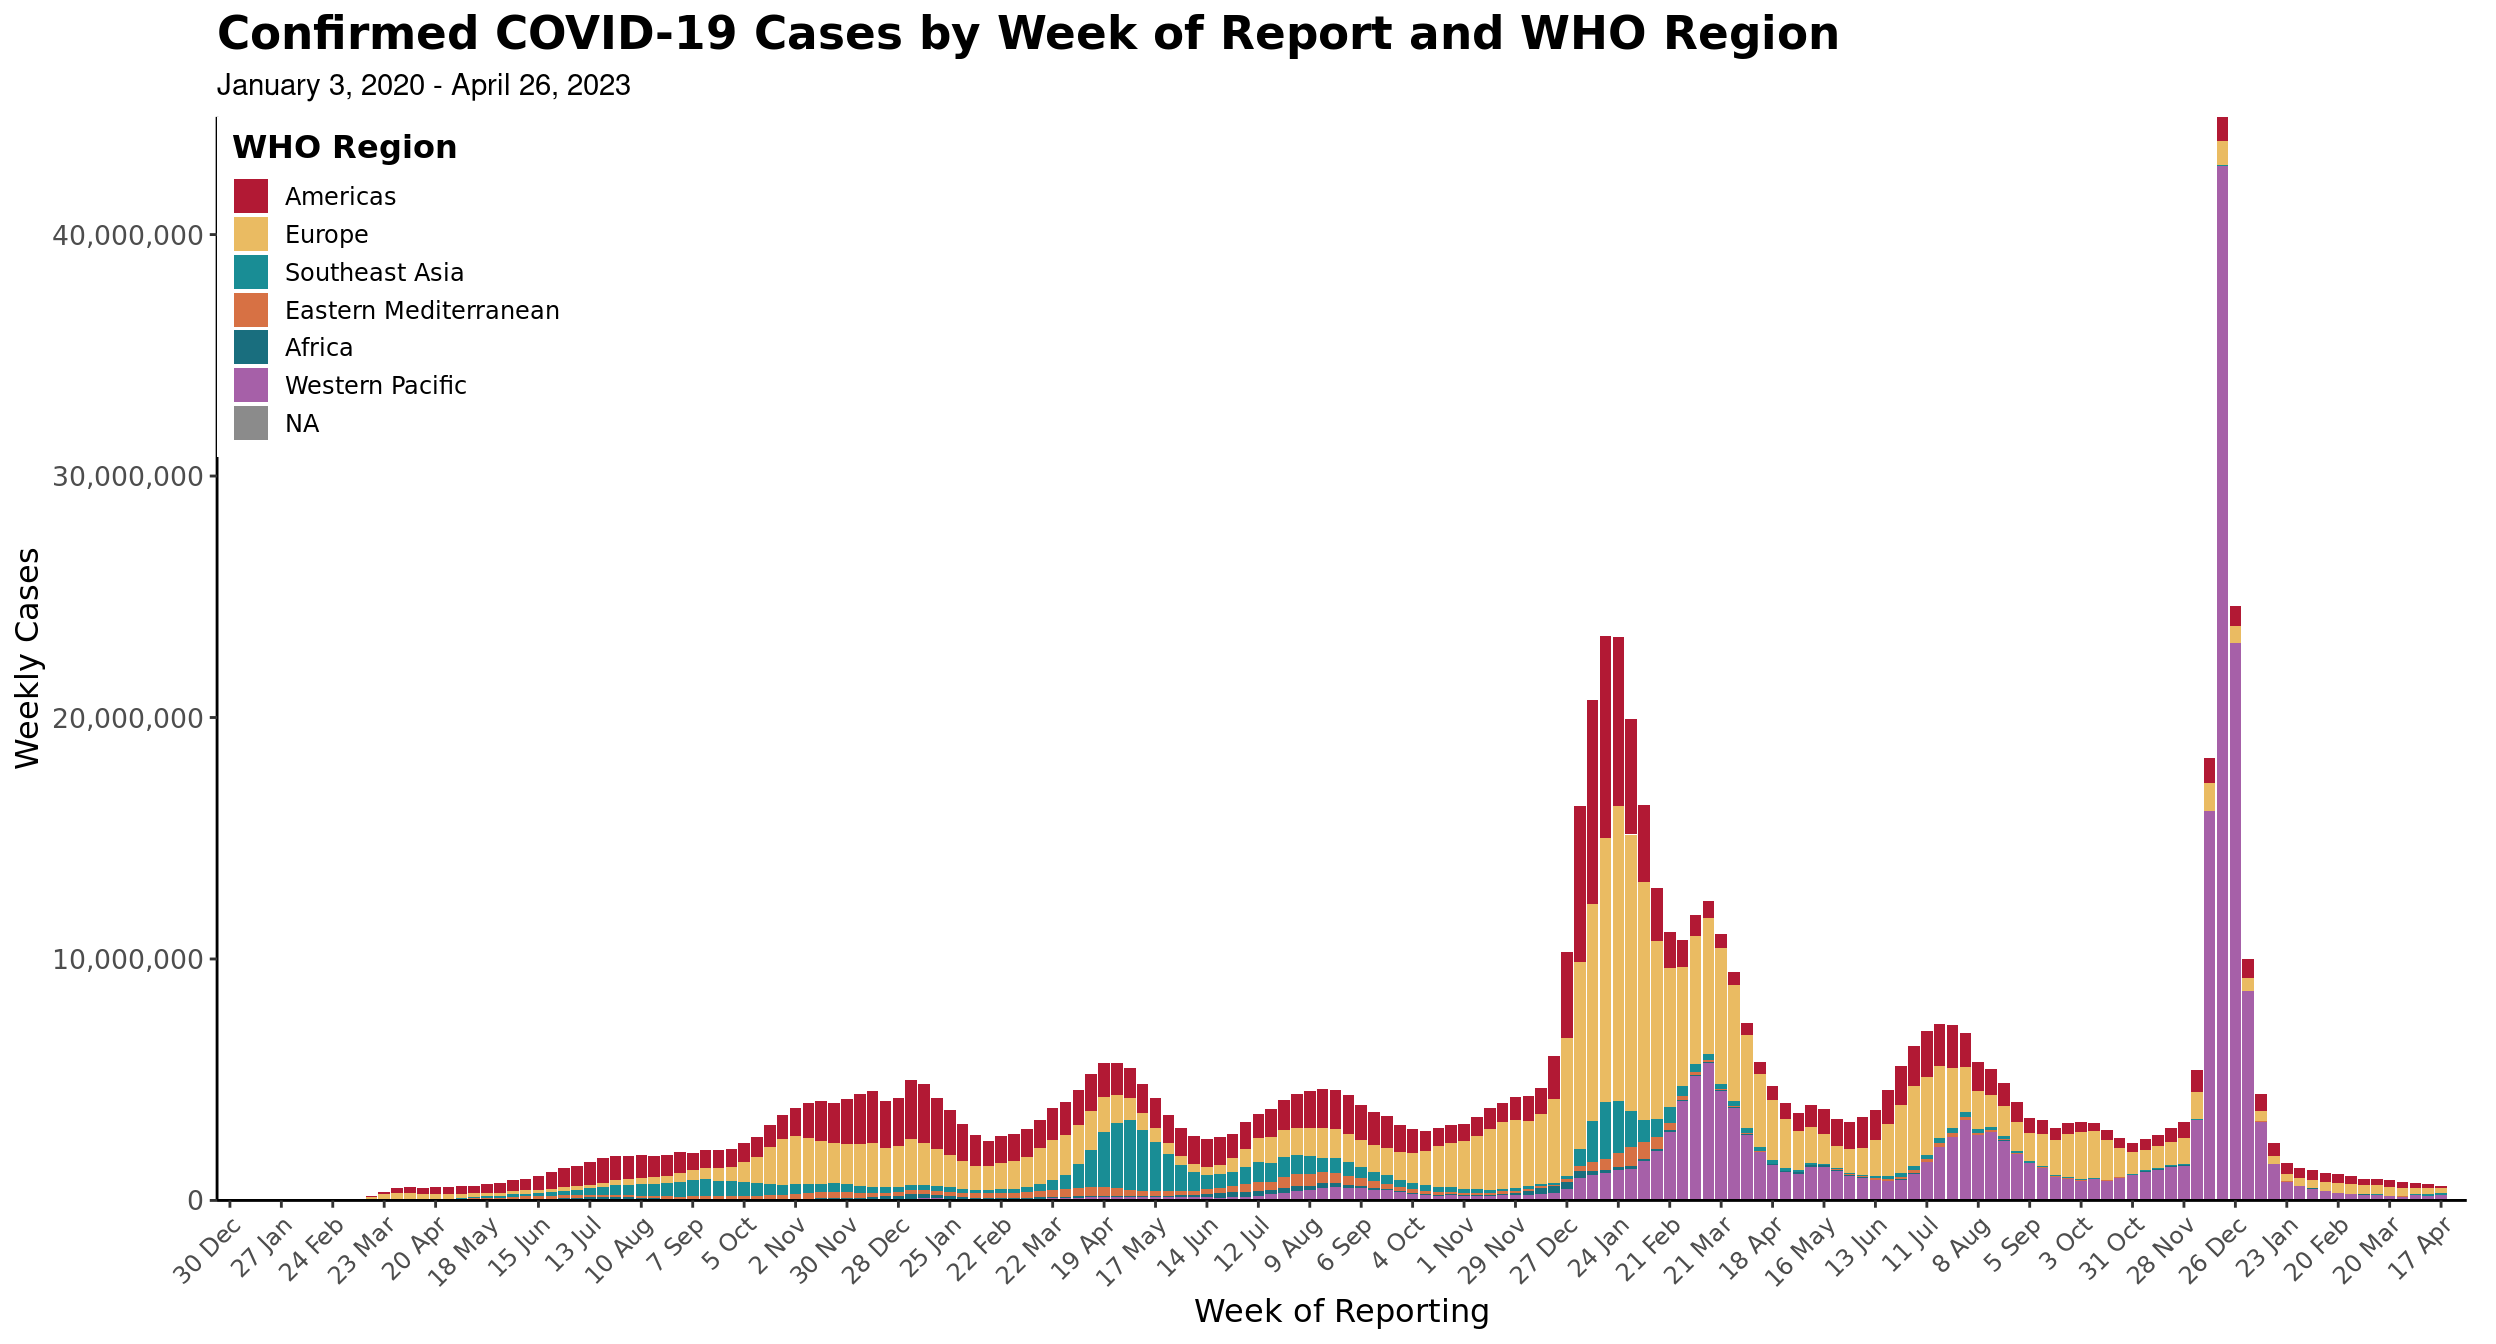 Confirmed COVID-19 Cases by Week of Report and WHO Region
January 3, 2020 - April 26, 2023
WHO Region
Americas
Europe
Southeast Asia
Eastern Mediterranean
Africa
Western Pacific
NA
Weekly Cases
40,000,000
30,000,000
20,000,000
10,000,000
0
30 Dec
27 Jan
24 Feb
23 Mar
20 Apr
18 May
15 Jun
13 Jul
10 Aug
7 Sep
5 Oct
2 Nov
30 Nov
28 Dec
25 Jan
22 Feb
22 Mar
19 Apr
17 May
14 Jun
12 Jul
9 Aug
6 Sep
4 Oct
1 Nov
29 Nov
27 Dec
24 Jan
21 Feb
21 Mar
18 Apr
16 May
13 Jun
11 Jul
8 Aug
5 Sep
3 Oct
31 Oct
28 Nov
26 Dec
23 Jan
20 Feb
20 Mar
17 Apr
Week of Reporting